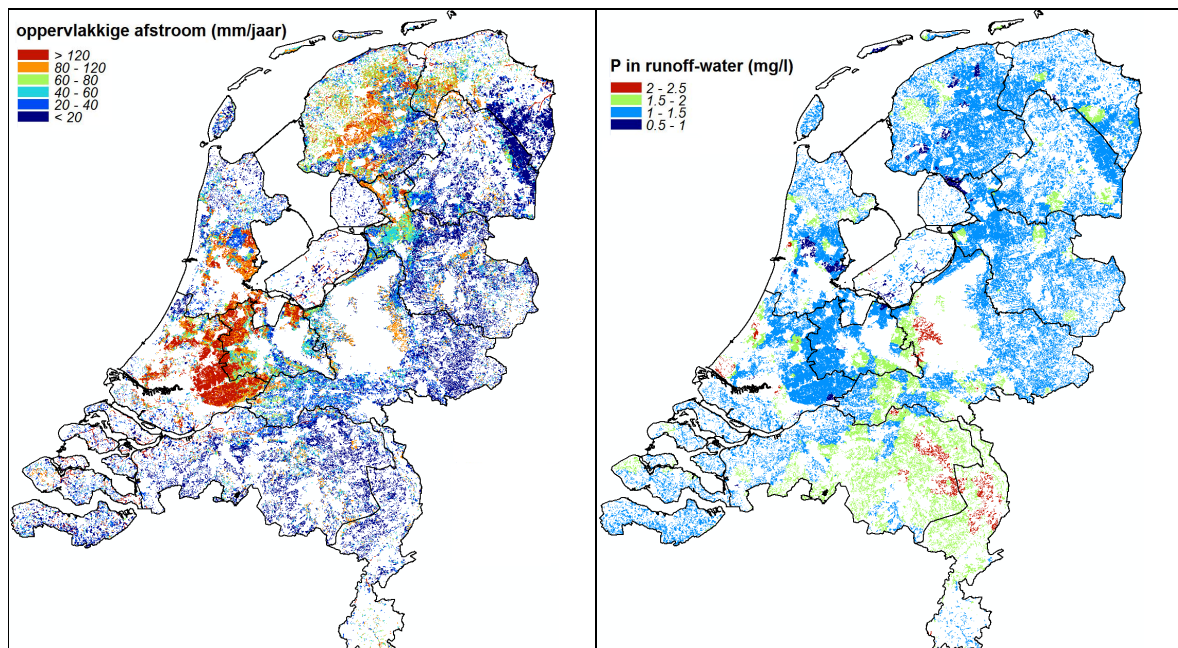 oppervlakkige afstroom (mm/jaar)
> 120
80 - 120
60 - 80
40 - 60
20 - 40
< 20
P in runoff-water (mg/l)
2 - 2.5
1.5 - 2
1 - 1.5
0.5 - 1